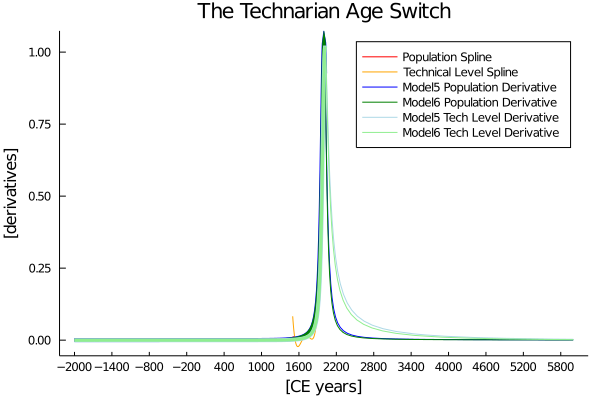 The Technarian Age Switch
1.00
0.75
0.50
0.25
0.00
[derivatives]
Population Spline
Technical Level Spline
Model5 Population Derivative
Model6 Population Derivative
Model5 Tech Level Derivative
Model6 Tech Level Derivative
−2000 −1400 −800 −200 400 1000 1600 2200 2800 3400 4000 4600 5200 5800
[CE years]